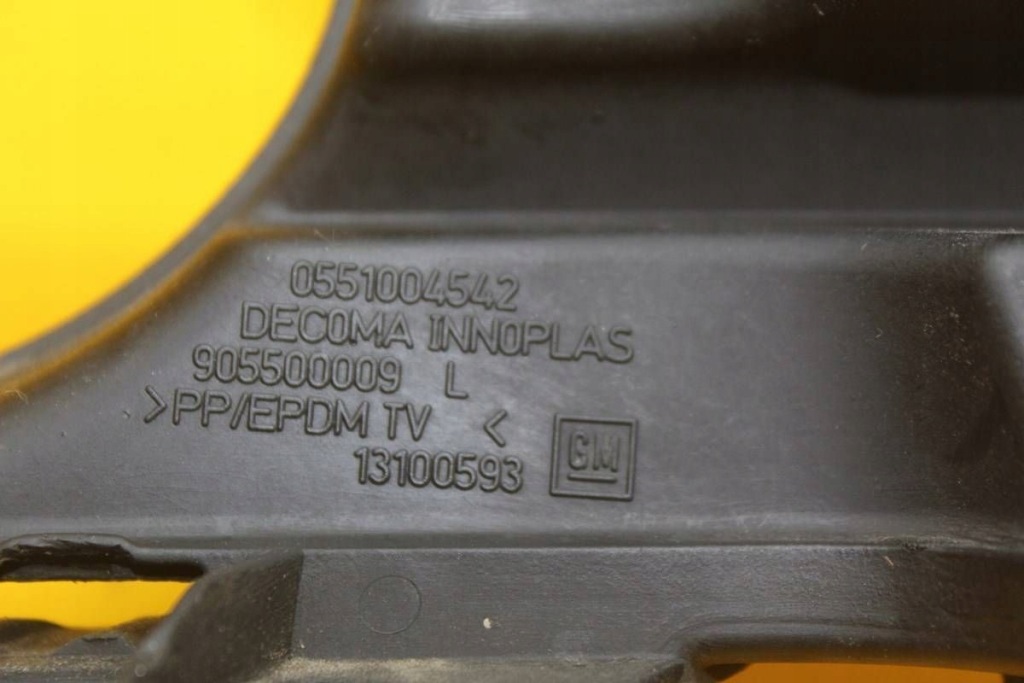 0551004542
DECOMA INNOPLAS
905500009 L
>PP/EPDM TV <
13100593 GM